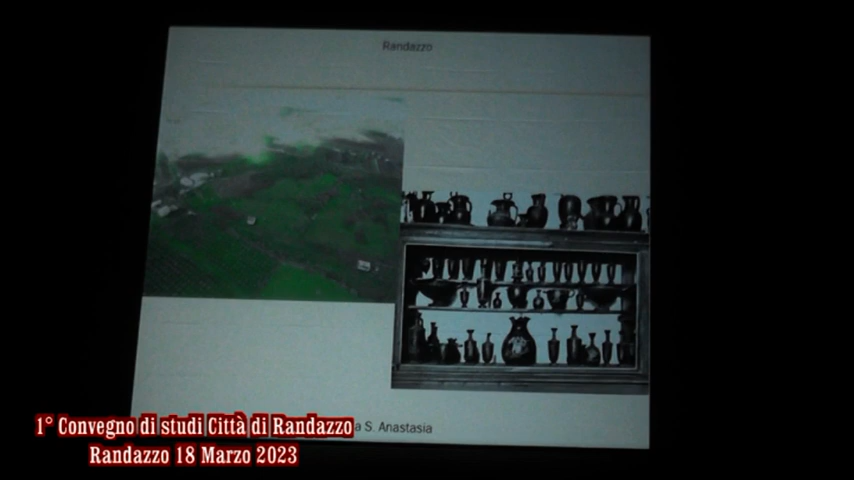 Randazzo
a S. Anastasia
1° Convegno di studi Città di Randazzo
Randazzo 18 Marzo 2023